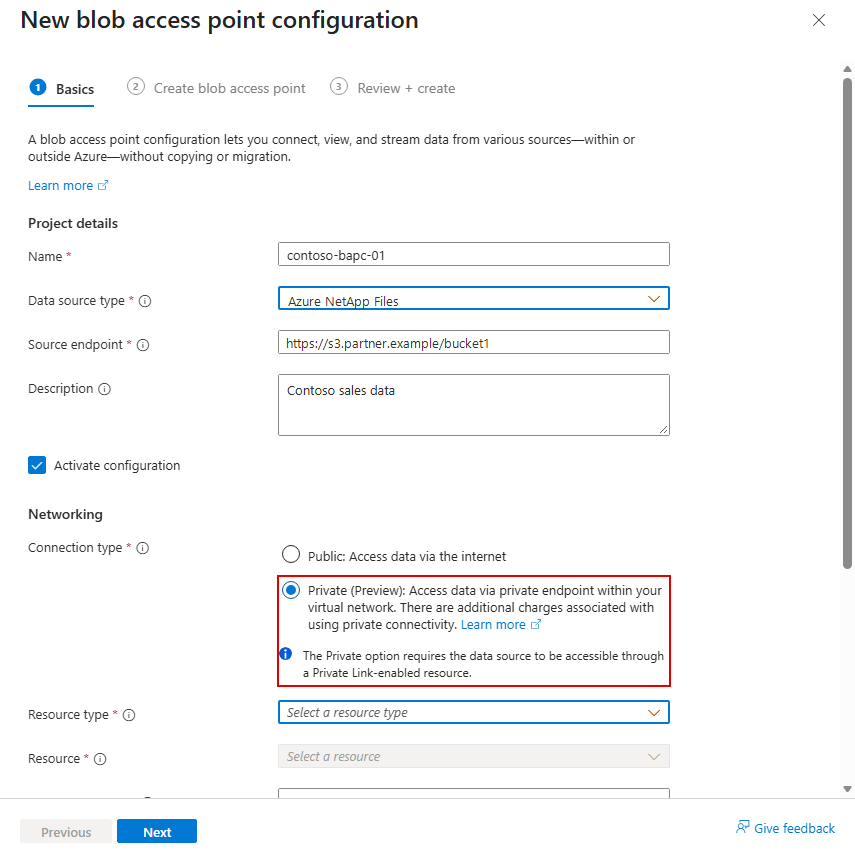 New blob access point configuration
1 Basics
2 Create blob access point
3 Review + create
A blob access point configuration lets you connect, view, and stream data from various sources—within or
outside Azure—without copying or migration.
Learn more
Project details
Name *
contoso-bapc-01
Data source type *
Azure NetApp Files
Source endpoint *
https://s3.partner.example/bucket1
Description
Contoso sales data
Activate configuration
Networking
Connection type *
Public: Access data via the internet
Private (Preview): Access data via private endpoint within your
virtual network. There are additional charges associated with
using private connectivity. Learn more
The Private option requires the data source to be accessible through
a Private Link-enabled resource.
Resource type *
Select a resource type
Resource *
Select a resource
Previous
Next
Give feedback